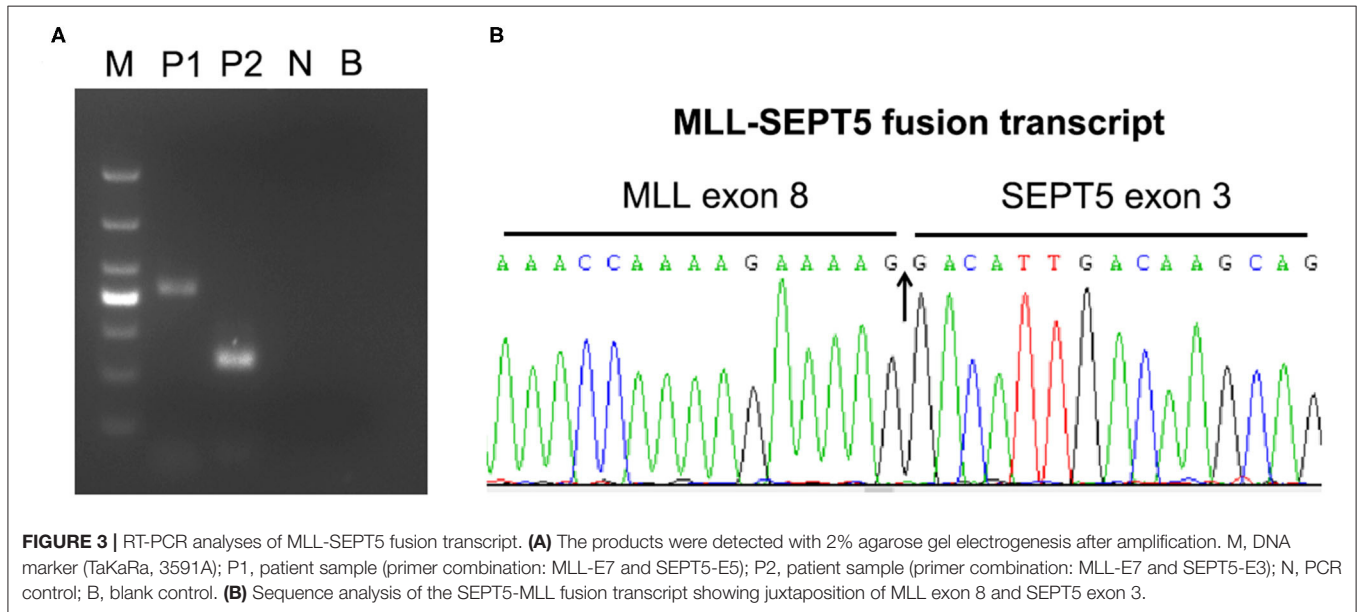 A
M P1 P2 N B
B
MLL-SEPT5 fusion transcript
MLL exon 8 SEPT5 exon 3
A A A C C A A A A G A A A A G G A C A T T G A C A A G C A G
FIGURE 3 | RT-PCR analyses of MLL-SEPT5 fusion transcript. (A) The products were detected with 2% agarose gel electrogenesis after amplification. M, DNA
marker (TaKaRa, 3591A); P1, patient sample (primer combination: MLL-E7 and SEPT5-E5); P2, patient sample (primer combination: MLL-E7 and SEPT5-E3); N, PCR
control; B, blank control. (B) Sequence analysis of the SEPT5-MLL fusion transcript showing juxtaposition of MLL exon 8 and SEPT5 exon 3.